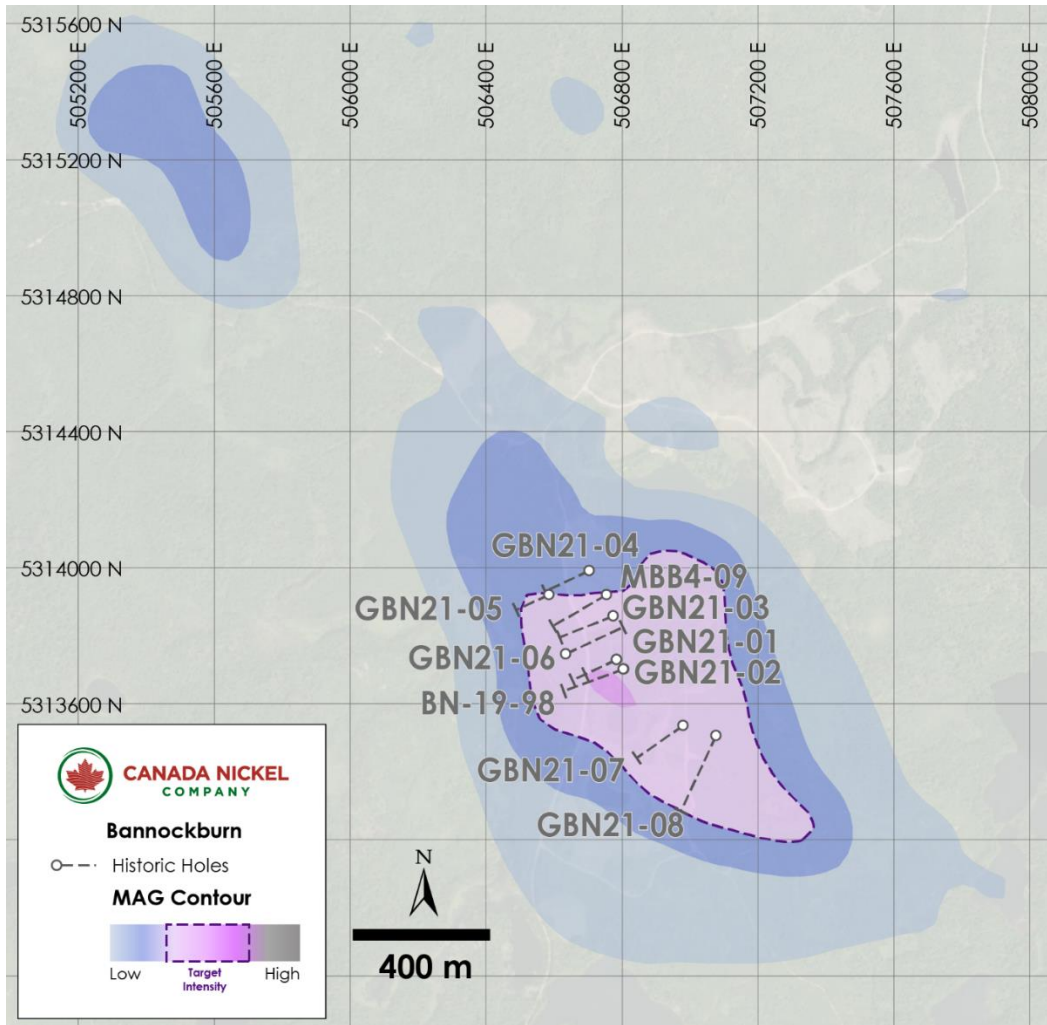 5315600 N
505200 E
505600 E
506000 E
506400 E
506800 E
507200 E
507600 E
508000 E
5315200 N
5314800 N
5314400 N
5314000 N
5313600 N
GBN21-04
MBB4-09
GBN21-05
GBN21-03
GBN21-01
GBN21-06
GBN21-02
BN-19-98
GBN21-07
GBN21-08
CANADA NICKEL
COMPANY
Bannockburn
Historic Holes
MAG Contour
Low
Target
Intensity
High
N
400 m